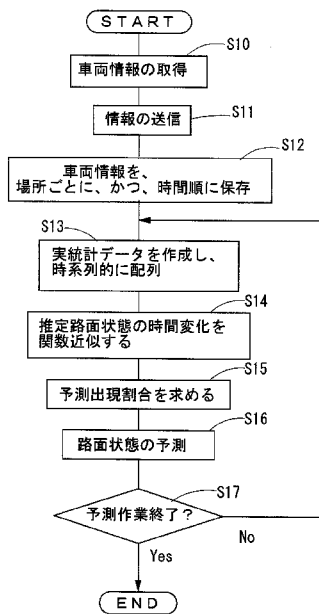 START
S10
車両情報の取得
S11
情報の送信
S12
車両情報を、
場所ごとに、かつ、時間順に保存
S13
実統計データを作成し、
時系列的に配列
S14
推定路面状態の時間変化を
関数近似する
S15
予測出現割合を求める
S16
路面状態の予測
S17
予測作業終了?
No
Yes
END